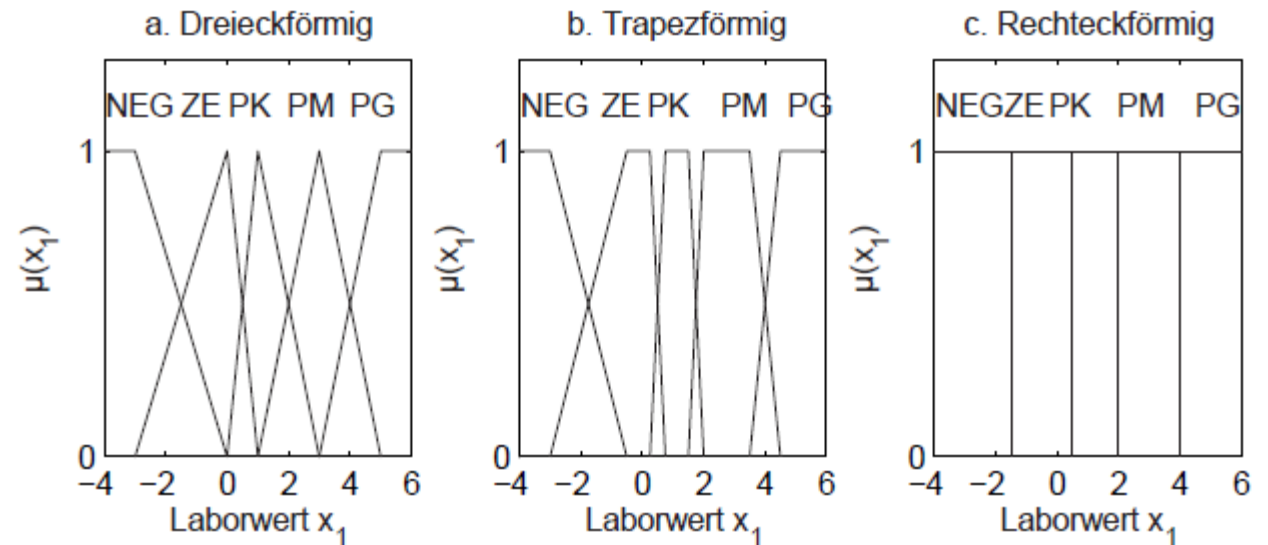 a. Dreieckförmig
NEG ZE PK PM PG
1
0
μ(x1)
−4 −2 0 2 4 6
Laborwert x1
b. Trapezförmig
NEG ZE PK PM PG
1
0
μ(x1)
−4 −2 0 2 4 6
Laborwert x1
c. Rechteckförmig
NEG ZE PK PM PG
1
0
μ(x1)
−4 −2 0 2 4 6
Laborwert x1